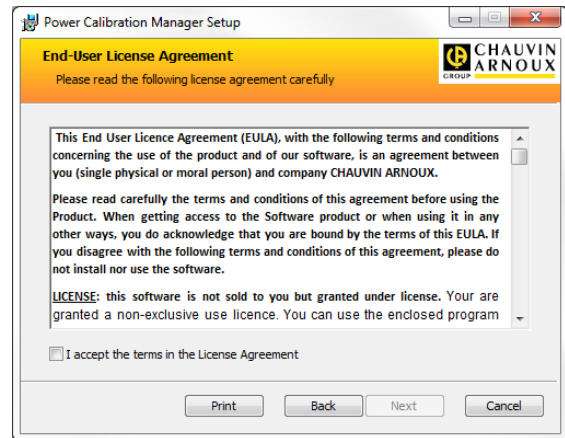 Power Calibration Manager Setup
End-User License Agreement
Please read the following license agreement carefully
CHAUVIN
ARNOUX
GROUP
This End User Licence Agreement (EULA), with the following terms and conditions
concerning the use of the product and of our software, is an agreement between
you (single physical or moral person) and company CHAUVIN ARNOUX.
Please read carefully the terms and conditions of this agreement before using the
Product. When getting access to the Software product or when using it in any
other ways, you do acknowledge that you are bound by the terms of this EULA. If
you disagree with the following terms and conditions of this agreement, please do
not install nor use the software.
LICENSE: this software is not sold to you but granted under license. Your are
granted a non-exclusive use licence. You can use the enclosed program
I accept the terms in the License Agreement
Print Back Next Cancel